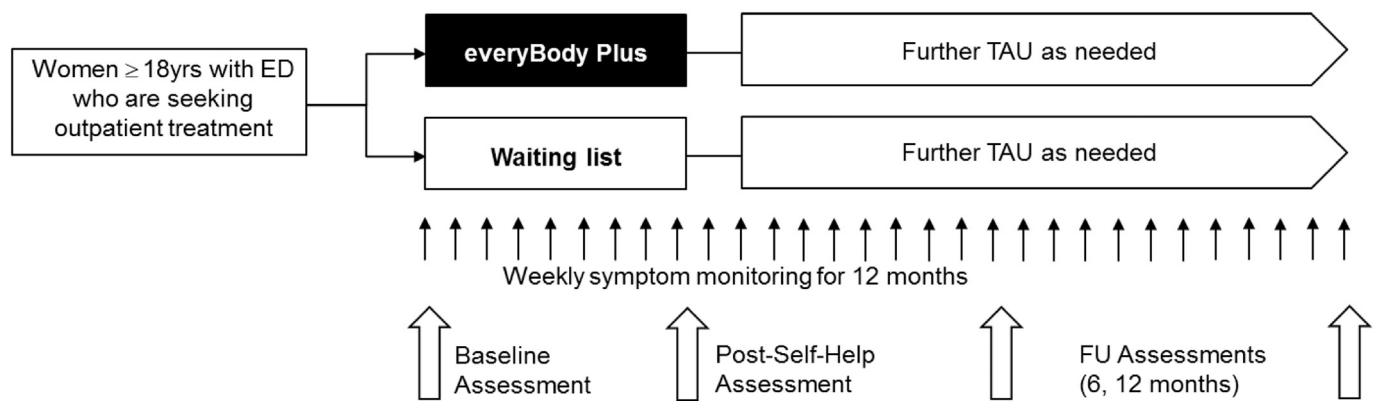 Women ≥ 18yrs with ED
who are seeking
outpatient treatment
everyBody Plus
Further TAU as needed
Waiting list
Further TAU as needed
Weekly symptom monitoring for 12 months
Baseline
Assessment
Post-Self-Help
Assessment
FU Assessments
(6, 12 months)